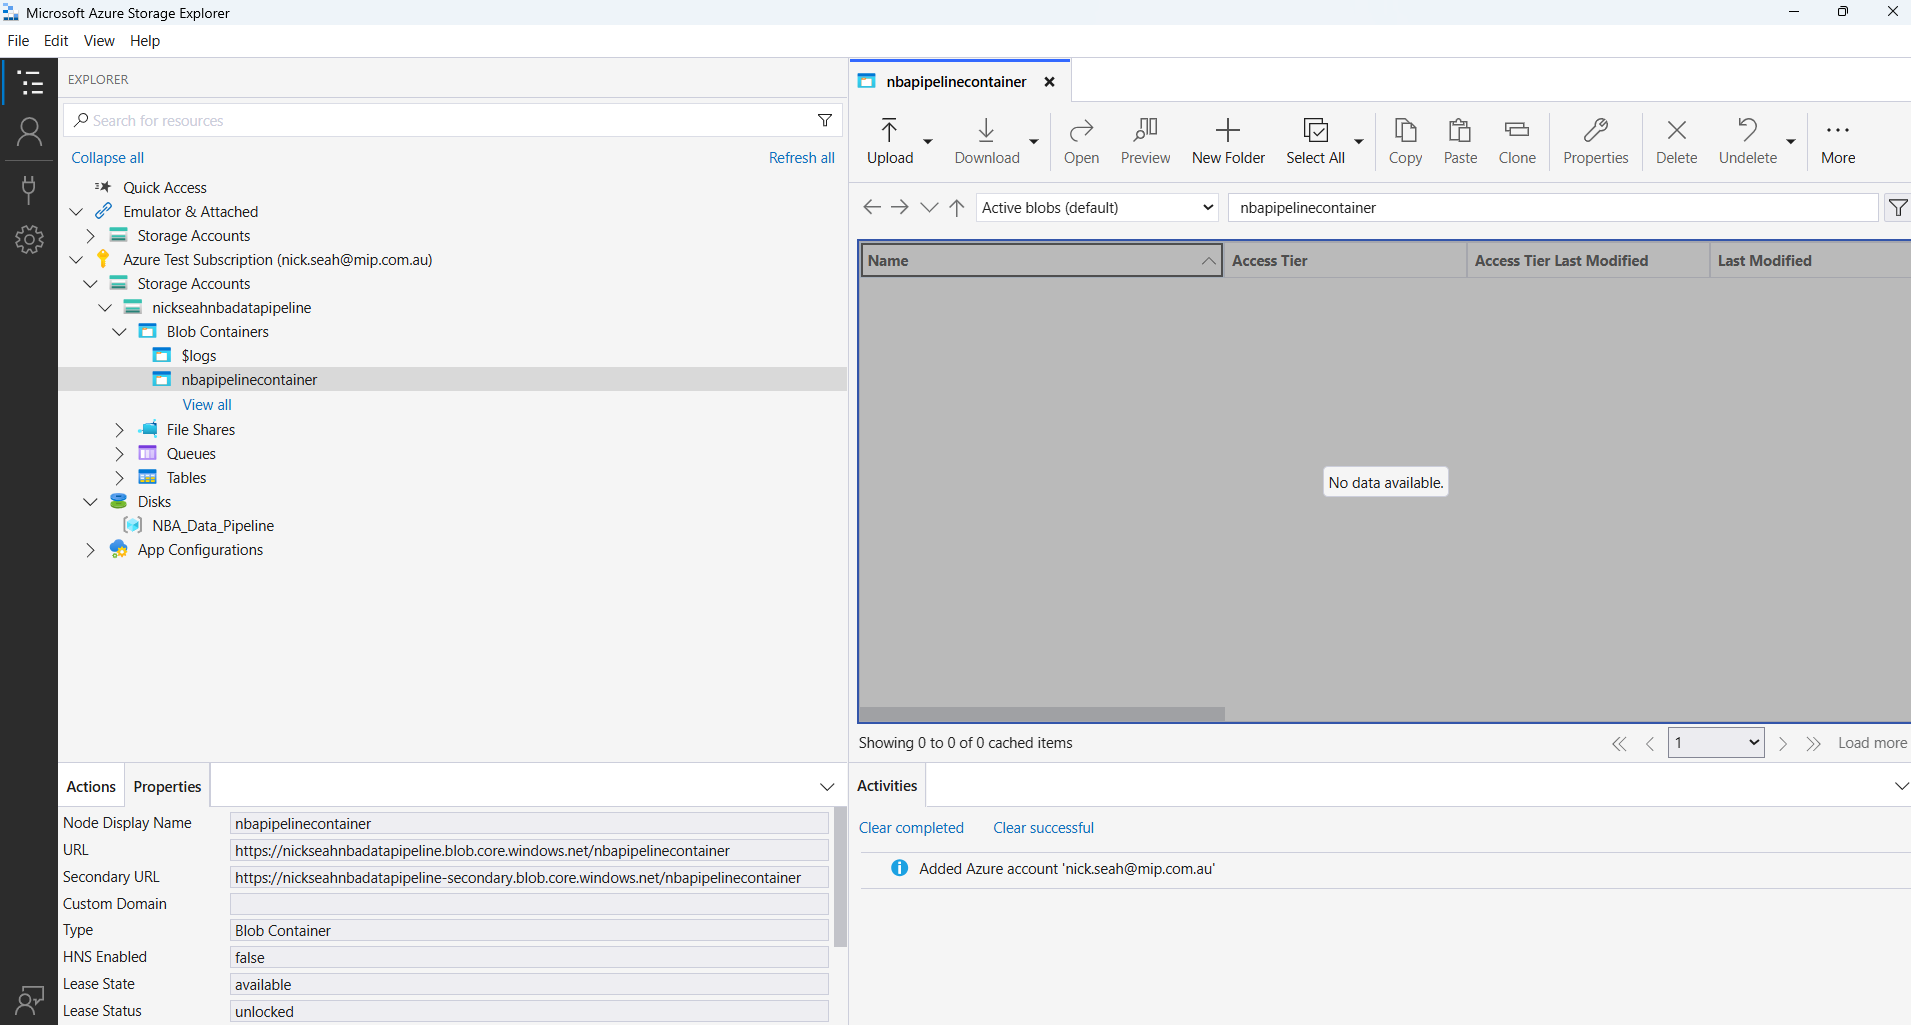 Microsoft Azure Storage Explorer
File Edit View Help
EXPLORER
Search for resources
Collapse all Refresh all
Quick Access
Emulator & Attached
Storage Accounts
Azure Test Subscription (nick.seah@mip.com.au)
Storage Accounts
nickseahnbadatapipeline
Blob Containers
$logs
nbapipelinecontainer
View all
File Shares
Queues
Tables
Disks
NBA_Data_Pipeline
App Configurations
Actions Properties
Node Display Name nbapipelinecontainer
URL https://nickseahnbadatapipeline.blob.core.windows.net/nbapipelinecontainer
Secondary URL https://nickseahnbadatapipeline-secondary.blob.core.windows.net/nbapipelinecontainer
Custom Domain
Type Blob Container
HNS Enabled false
Lease State available
Lease Status unlocked
nbapipelinecontainer
Upload Download Open Preview New Folder Select All Copy Paste Clone Properties Delete Undelete More
Active blobs (default) nbapipelinecontainer
Name Access Tier Access Tier Last Modified Last Modified
No data available.
Showing 0 to 0 of 0 cached items 1 Load more
Activities
Clear completed Clear successful
Added Azure account 'nick.seah@mip.com.au'